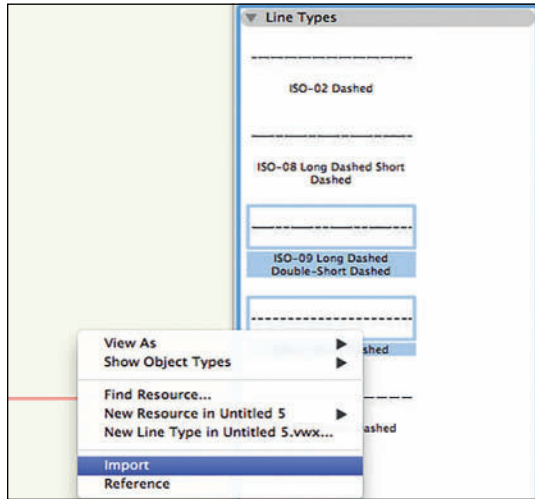 Line Types
ISO-02 Dashed
ISO-08 Long Dashed Short
Dashed
ISO-09 Long Dashed
Double-Short Dashed
View As
Show Object Types
Find Resource...
New Resource in Untitled 5
New Line Type in Untitled 5.vwx...
Import
Reference